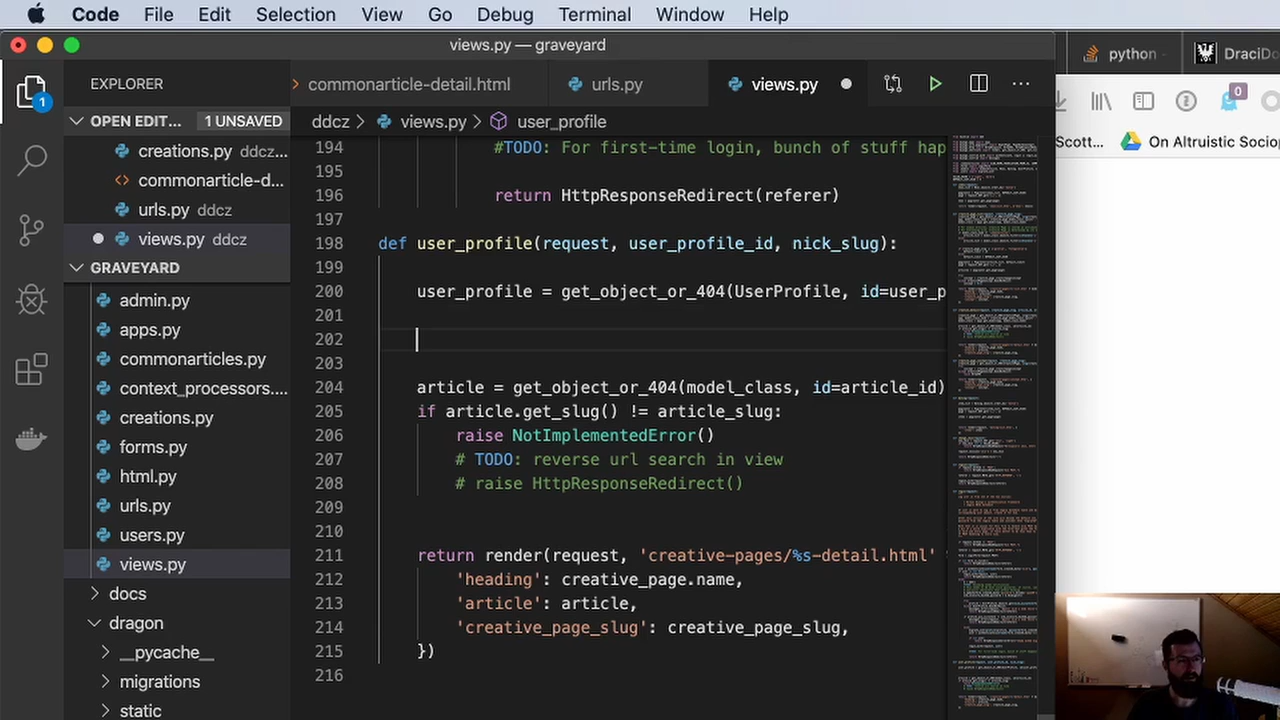 Code File Edit Selection View Go Debug Terminal Window Help
views.py — graveyard
python
DraciDo
EXPLORER
commonarticle-detail.html
urls.py
views.py
1
0
OPEN EDIT... 1 UNSAVED
ddcz > views.py > user_profile
Scott...
On Altruistic Sociop
creations.py ddcz...
commonarticle-d...
urls.py ddcz
views.py ddcz
GRAVEYARD
admin.py
apps.py
commonarticles.py
context_processors....
creations.py
forms.py
html.py
urls.py
users.py
views.py
docs
dragon
__pycache__
migrations
static
194 #TODO: For first-time login, bunch of stuff hap
195
196 return HttpResponseRedirect(referer)
197
198 def user_profile(request, user_profile_id, nick_slug):
199
200 user_profile = get_object_or_404(UserProfile, id=user_p
201
202
203
204 article = get_object_or_404(model_class, id=article_id)
205 if article.get_slug() != article_slug:
206 raise NotImplementedError()
207 # TODO: reverse url search in view
208 # raise HttpResponseRedirect()
209
210
211 return render(request, 'creative-pages/%s-detail.html'
212 'heading': creative_page.name,
213 'article': article,
214 'creative_page_slug': creative_page_slug,
215 })
216